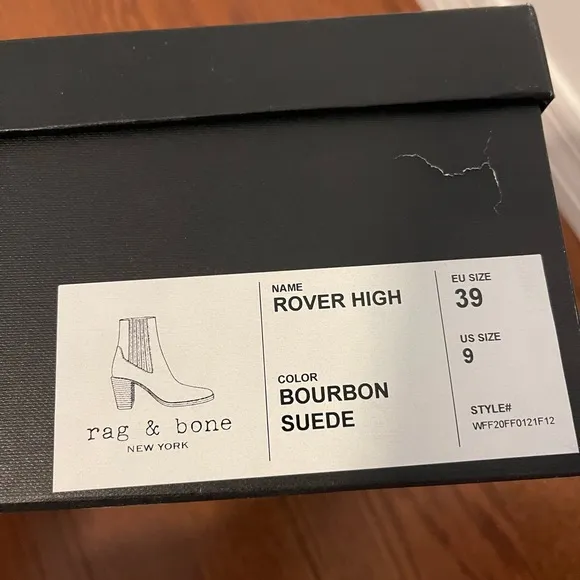 rag & bone
NEW YORK
NAME
ROVER HIGH
COLOR
BOURBON
SUEDE
EU SIZE
39
US SIZE
9
STYLE#
WFF20FF0121F12